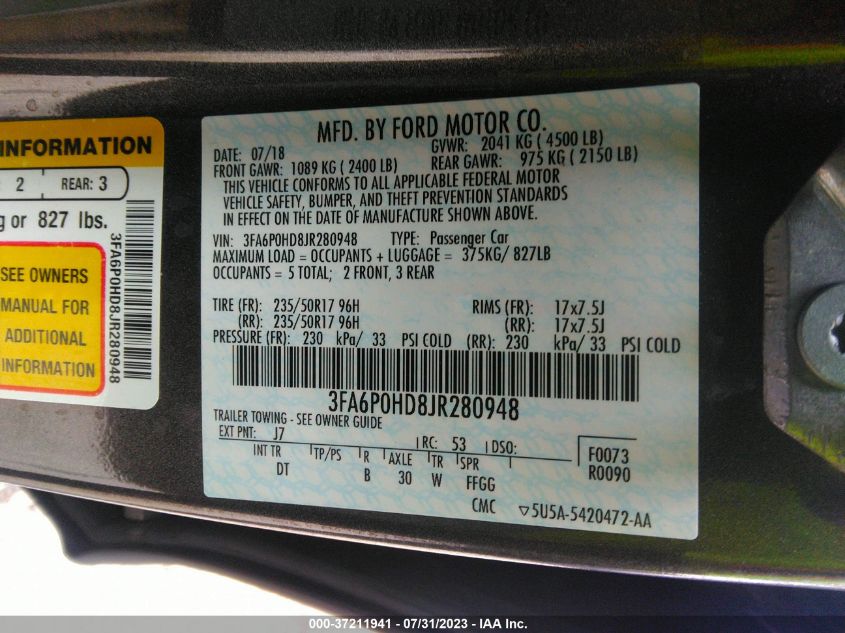 INFORMATION
: 2 REAR: 3
g or 827 lbs.
SEE OWNERS
MANUAL FOR
ADDITIONAL
INFORMATION
3FA6P0HD8JR280948
MFD. BY FORD MOTOR CO.
DATE: 07/18 GVWR: 2041 KG ( 4500 LB)
FRONT GAWR: 1089 KG ( 2400 LB) REAR GAWR: 975 KG ( 2150 LB)
THIS VEHICLE CONFORMS TO ALL APPLICABLE FEDERAL MOTOR
VEHICLE SAFETY, BUMPER, AND THEFT PREVENTION STANDARDS
IN EFFECT ON THE DATE OF MANUFACTURE SHOWN ABOVE.
VIN: 3FA6P0HD8JR280948 TYPE: Passenger Car
MAXIMUM LOAD = OCCUPANTS + LUGGAGE = 375KG/ 827LB
OCCUPANTS = 5 TOTAL; 2 FRONT, 3 REAR
TIRE (FR): 235/50R17 96H RIMS (FR): 17x7.5J
(RR): 235/50R17 96H (RR): 17x7.5J
PRESSURE (FR): 230 kPa/ 33 PSI COLD (RR): 230 kPa/ 33 PSI COLD
3FA6P0HD8JR280948
TRAILER TOWING - SEE OWNER GUIDE
EXT PNT: J7 RC: 53 DSO: F0073
INT TR TP/PS R AXLE TR SPR R0090
DT B 30 W FFGG
CMC ▽5U5A-5420472-AA
000-37211941 - 07/31/2023 - IAA Inc.